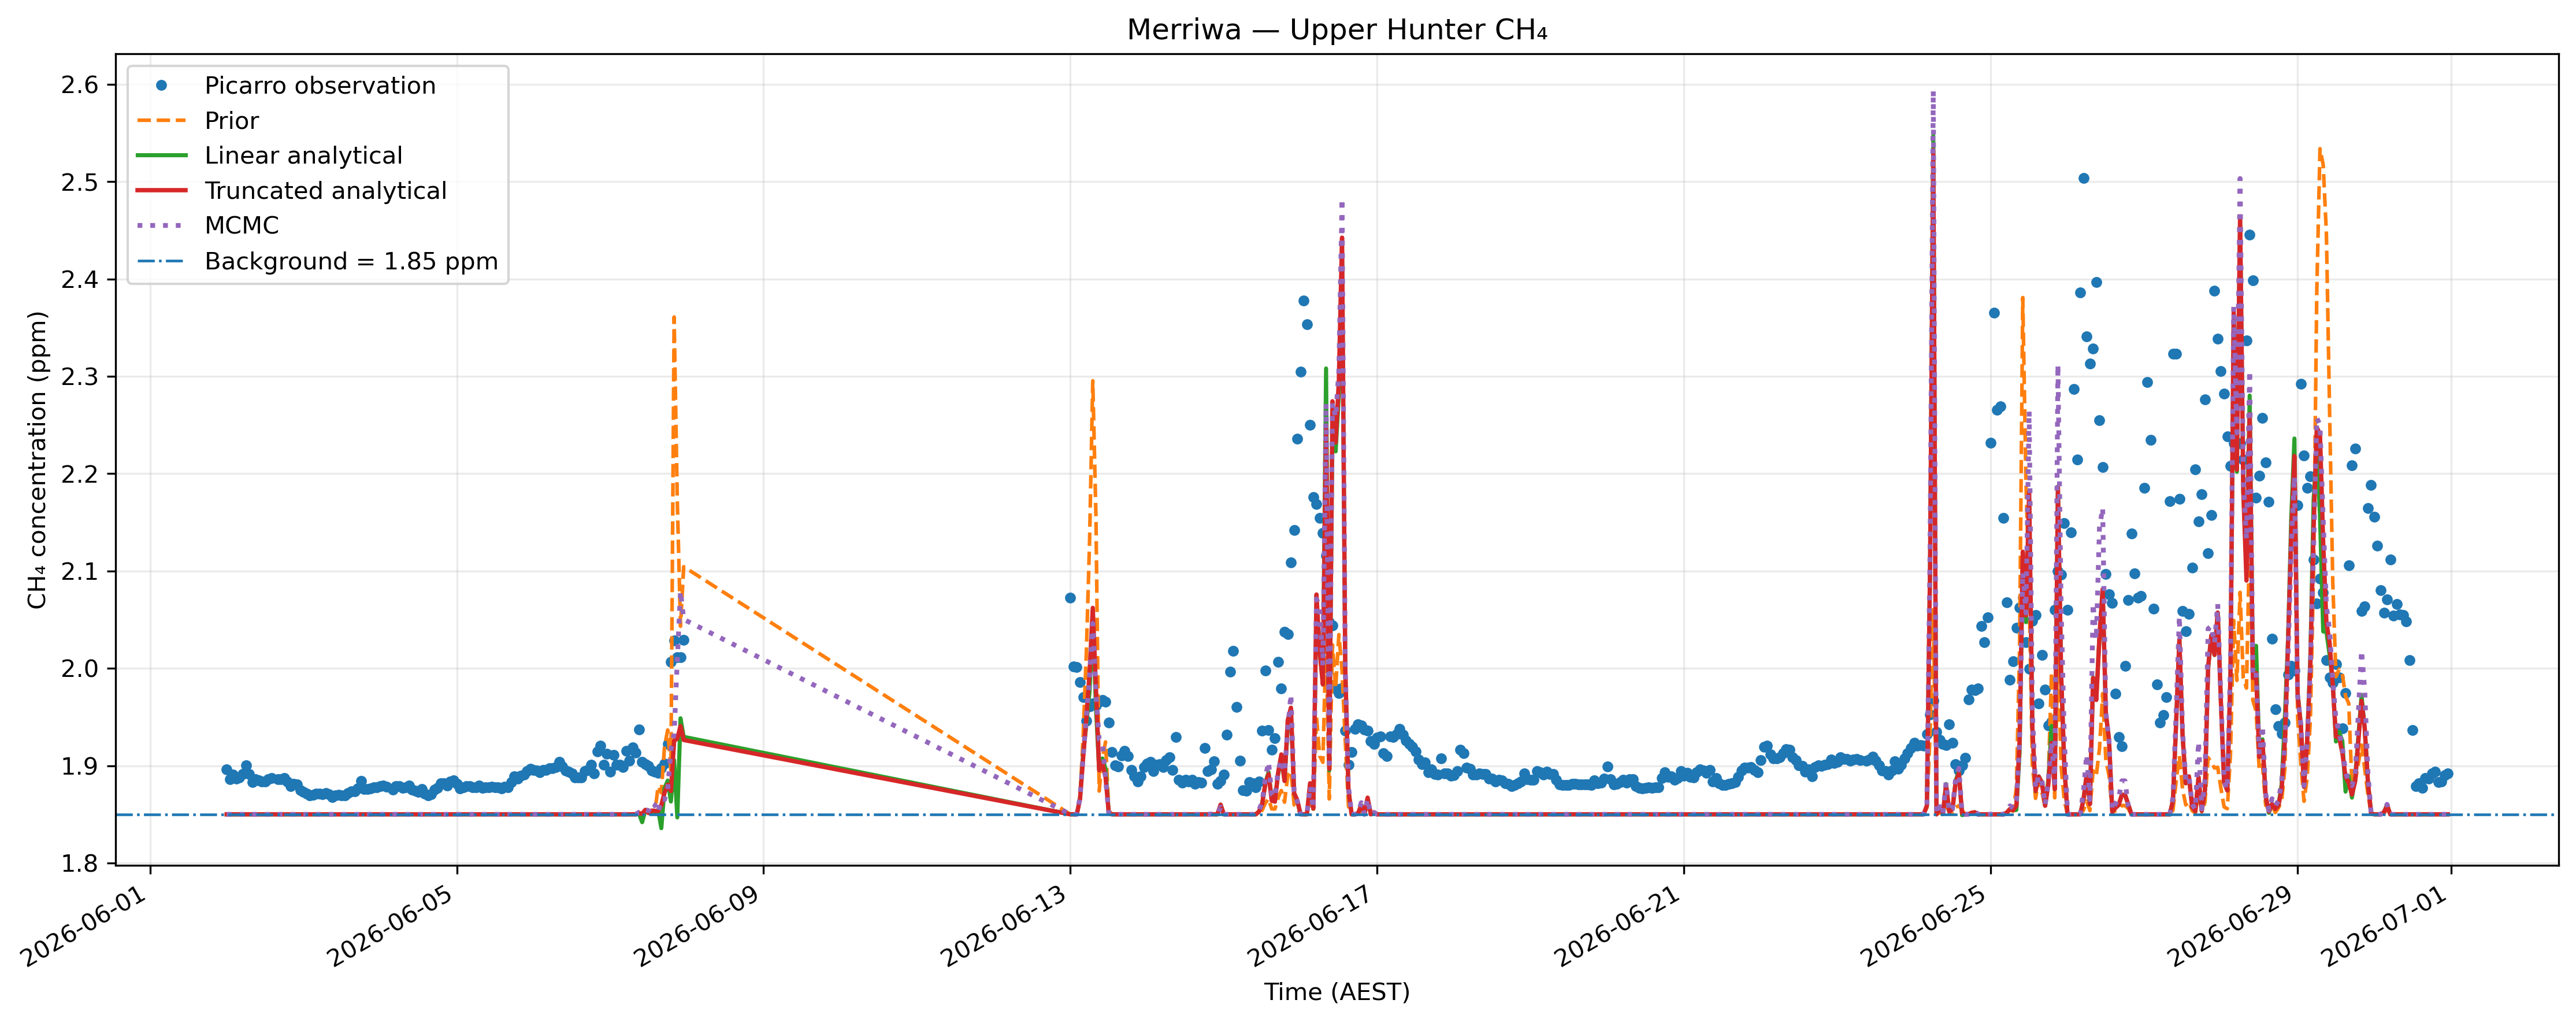 Merriwa — Upper Hunter CH₄
Picarro observation
Prior
Linear analytical
Truncated analytical
MCMC
Background = 1.85 ppm
CH₄ concentration (ppm)
2.6
2.5
2.4
2.3
2.2
2.1
2.0
1.9
1.8
2026-06-01
2026-06-05
2026-06-09
2026-06-13
2026-06-17
2026-06-21
2026-06-25
2026-06-29
2026-07-01
Time (AEST)